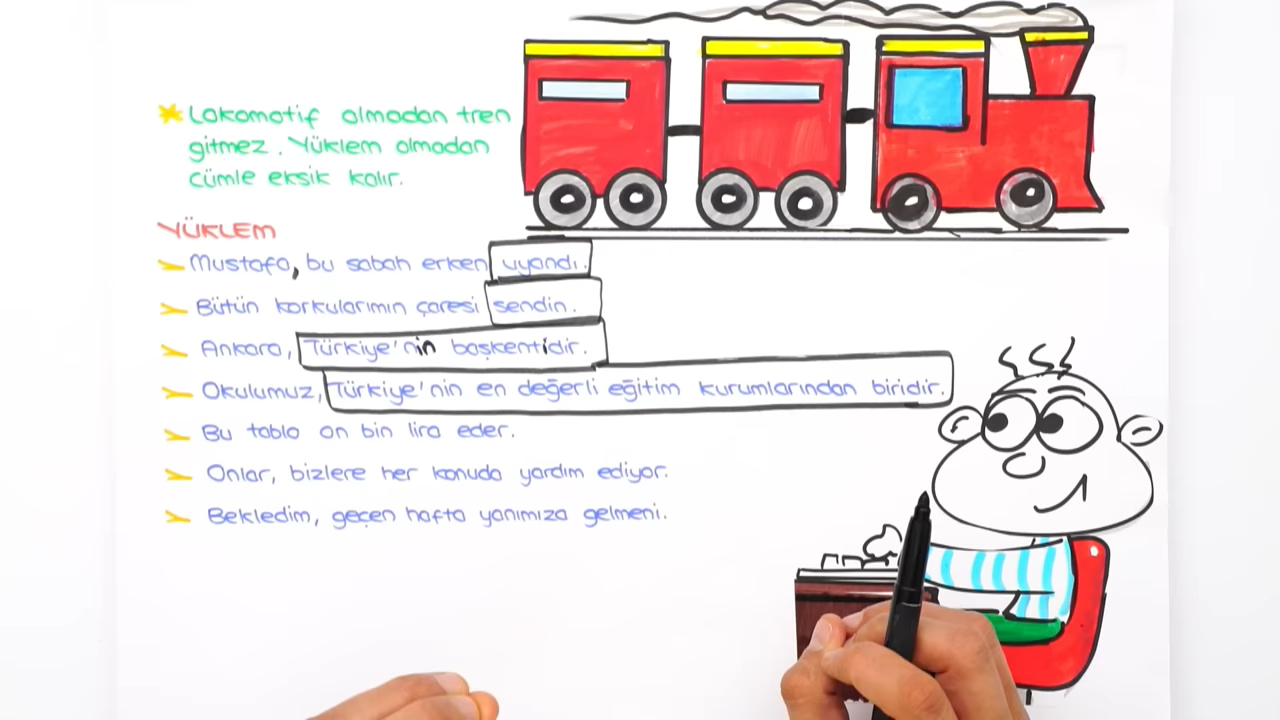 Lokomotif olmadan tren
gitmez. Yüklem olmadan
cümle eksik kalır.
YÜKLEM
Mustafa, bu sabah erken uyandı.
Bütün korkularımın çaresi sendin.
Ankara, Türkiye'nin başkentidir.
Okulumuz, Türkiye'nin en değerli eğitim kurumlarından biridir.
Bu tablo on bin lira eder.
Onlar, bizlere her konuda yardım ediyor.
Bekledim, geçen hafta yanımıza gelmeni.